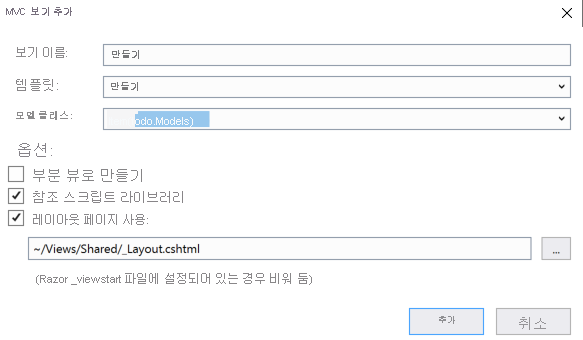 MVC 보기 추가
보기 이름:
만들기
템플릿:
만들기
모델 클래스:
odo.Models)
옵션:
부분 뷰로 만들기
참조 스크립트 라이브러리
레이아웃 페이지 사용:
~/Views/Shared/_Layout.cshtml
...
(Razor _viewstart 파일에 설정되어 있는 경우 비워 둠)
추가
취소